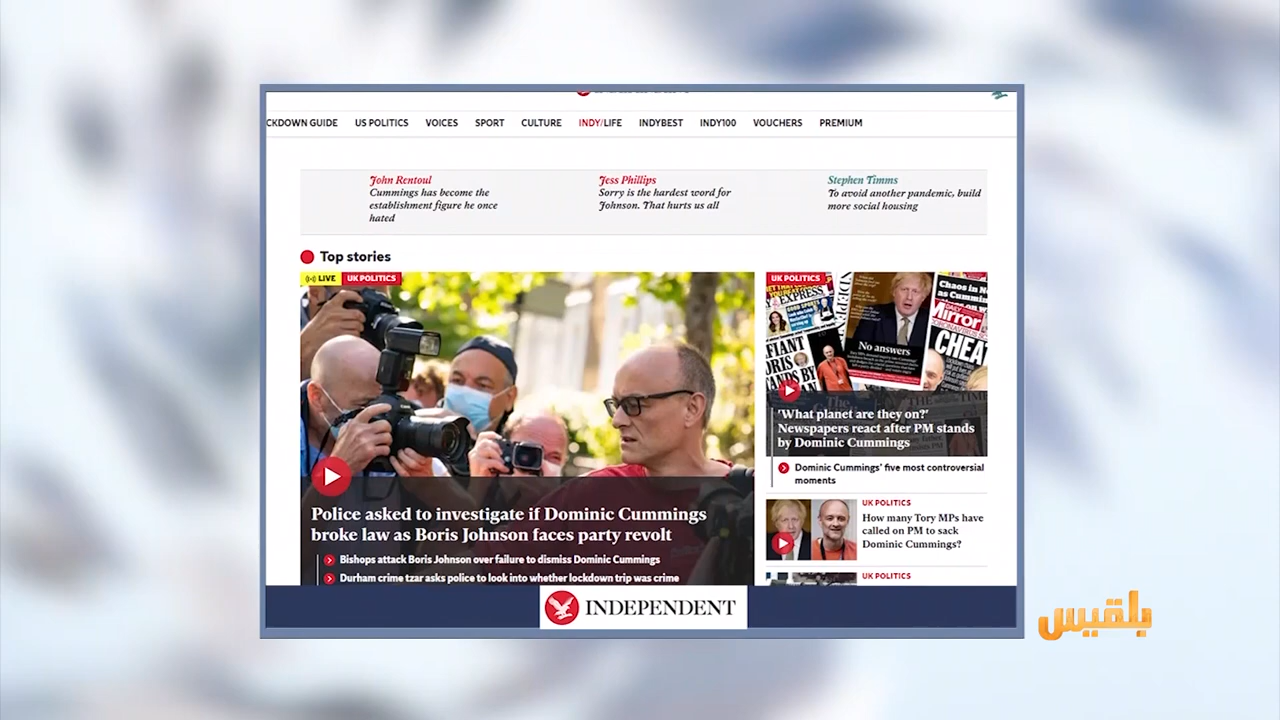 CKDOWN GUIDE US POLITICS VOICES SPORT CULTURE INDY/LIFE INDYBEST INDY100 VOUCHERS PREMIUM
John Rentoul
Cummings has become the
establishment figure he once
hated
Jess Phillips
Sorry is the hardest word for
Johnson. That hurts us all
Stephen Timms
To avoid another pandemic, build
more social housing
Top stories
LIVE UK POLITICS
Police asked to investigate if Dominic Cummings
broke law as Boris Johnson faces party revolt
Bishops attack Boris Johnson over failure to dismiss Dominic Cummings
Durham crime tzar asks police to look into whether lockdown trip was crime
UK POLITICS
EXPRESS
No answers
Chaos in N
as Cummin
Mirror
CHEA
'What planet are they on?'
Newspapers react after PM stands
by Dominic Cummings
Dominic Cummings' five most controversial
moments
UK POLITICS
How many Tory MPs have
called on PM to sack
Dominic Cummings?
UK POLITICS
INDEPENDENT
بلقيس